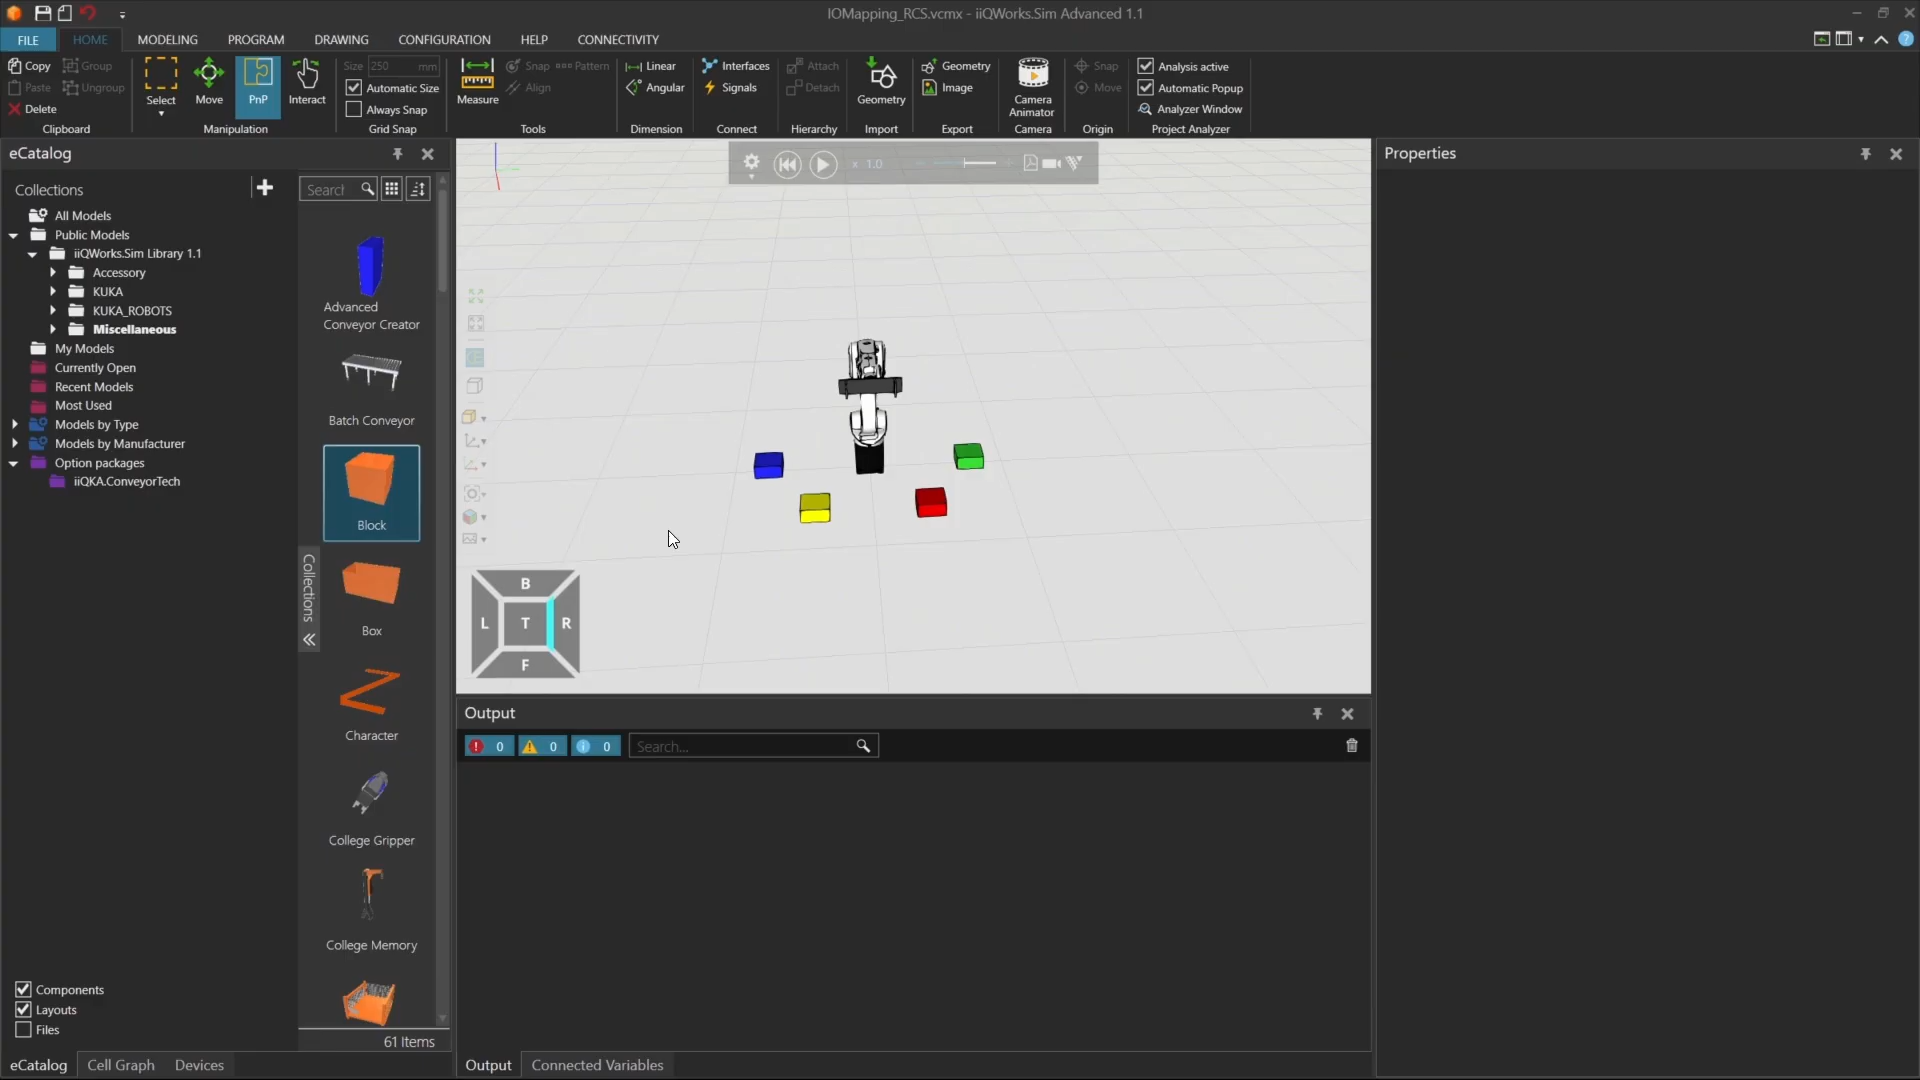 IOMapping_RCS.vcmx - iiQWorks.Sim Advanced 1.1
FILE HOME MODELING PROGRAM DRAWING CONFIGURATION HELP CONNECTIVITY
Copy Group
Paste Ungroup
Delete
Clipboard
Select Move PnP Interact
Manipulation
Size 250 mm
Automatic Size
Always Snap
Grid Snap
Measure
Snap Pattern
Align
Tools
Linear
Angular
Dimension
Interfaces
Signals
Connect
Attach
Detach
Hierarchy
Geometry
Import
Geometry
Image
Export
Camera Animator
Camera
Snap
Move
Origin
Analysis active
Automatic Popup
Analyzer Window
Project Analyzer
eCatalog
Collections
All Models
Public Models
iiQWorks.Sim Library 1.1
Accessory
KUKA
KUKA_ROBOTS
Miscellaneous
My Models
Currently Open
Recent Models
Most Used
Models by Type
Models by Manufacturer
Option packages
iiQKA.ConveyorTech
Components
Layouts
Files
Collections
Search
Advanced
Conveyor Creator
Batch Conveyor
Block
Box
Character
College Gripper
College Memory
61 Items
eCatalog Cell Graph Devices
x 1.0
B
L T R
F
Output
0 0 0 Search...
Output Connected Variables
Properties